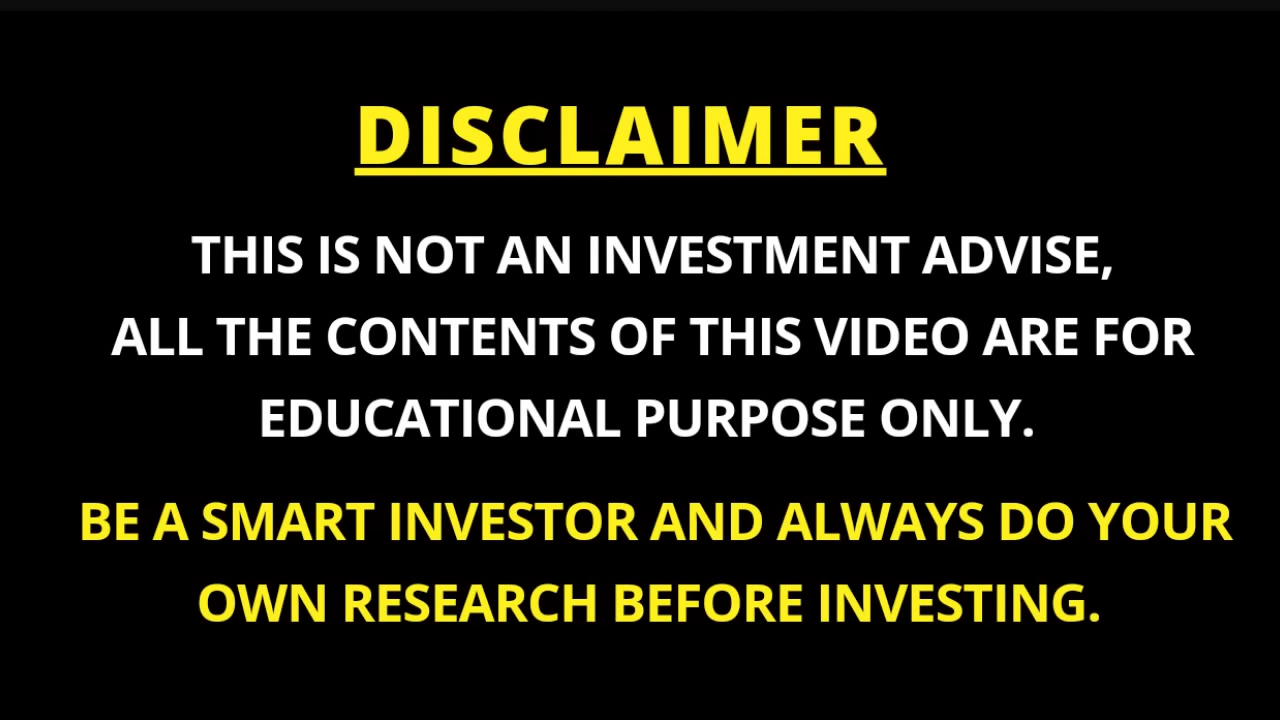 DISCLAIMER
THIS IS NOT AN INVESTMENT ADVISE,
ALL THE CONTENTS OF THIS VIDEO ARE FOR
EDUCATIONAL PURPOSE ONLY.
BE A SMART INVESTOR AND ALWAYS DO YOUR
OWN RESEARCH BEFORE INVESTING.